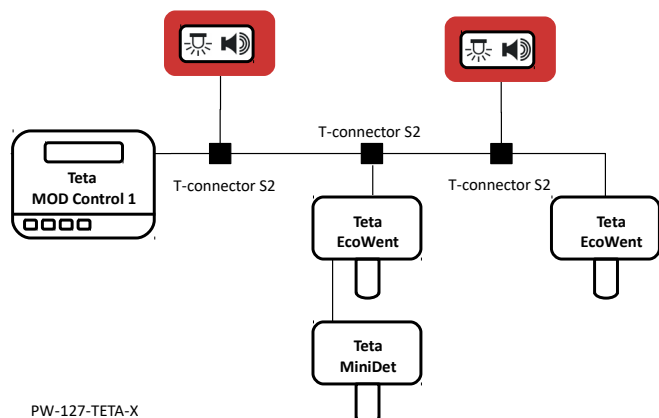 T-connector S2
Teta
MOD Control 1
T-connector S2
T-connector S2
Teta
EcoWent
Teta
EcoWent
Teta
MiniDet
PW-127-TETA-X